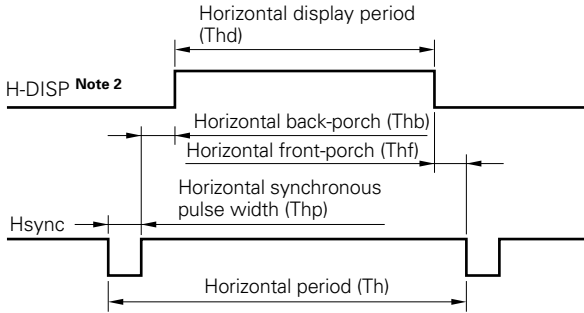 Horizontal display period
(Thd)
H-DISP Note 2
Horizontal back-porch (Thb)
Horizontal front-porch (Thf)
Horizontal synchronous
pulse width (Thp)
Hsync
Horizontal period (Th)